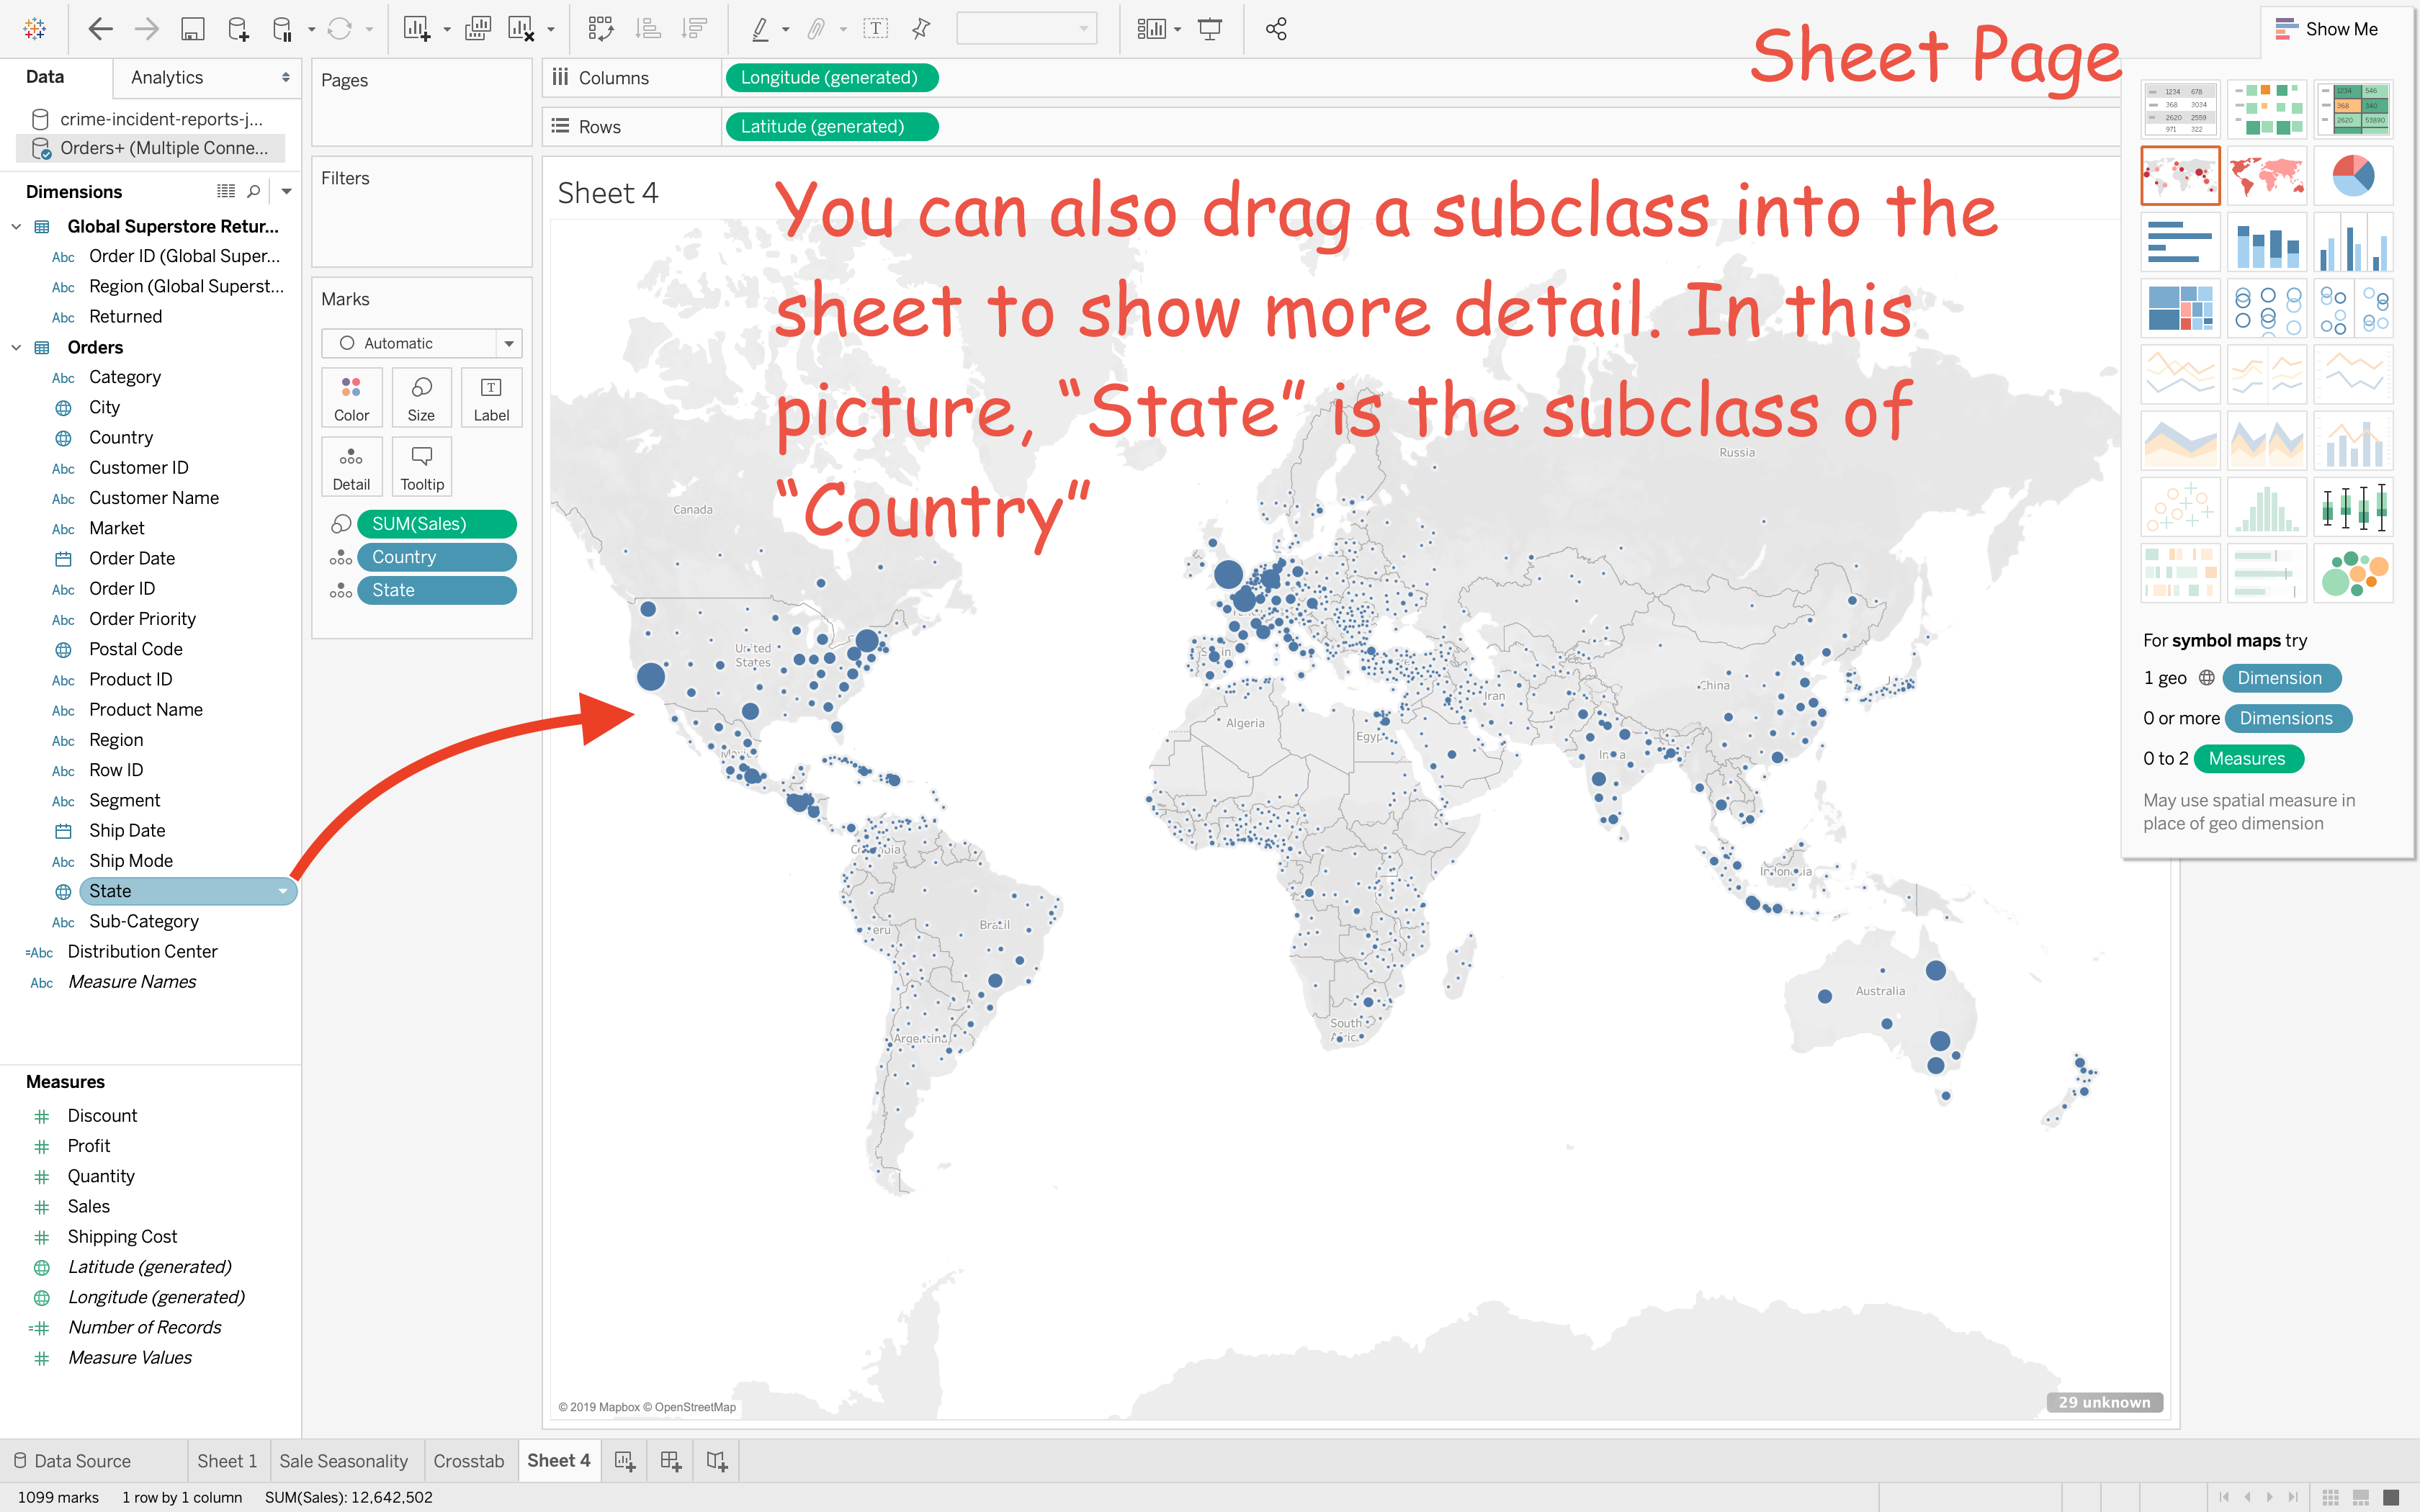 Show Me
Sheet Page
Data
Analytics
Pages
Columns
Longitude (generated)
Rows
Latitude (generated)
crime-incident-reports-j...
Orders+ (Multiple Conne...
Filters
Dimensions
Global Superstore Retur...
Abc Order ID (Global Super...
Abc Region (Global Superst...
Abc Returned
Orders
Abc Category
City
Country
Abc Customer ID
Abc Customer Name
Abc Market
Order Date
Abc Order ID
Abc Order Priority
Postal Code
Abc Product ID
Abc Product Name
Abc Region
Abc Row ID
Abc Segment
Ship Date
Abc Ship Mode
State
Abc Sub-Category
=Abc Distribution Center
Abc Measure Names
Measures
# Discount
# Profit
# Quantity
# Sales
# Shipping Cost
Latitude (generated)
Longitude (generated)
=# Number of Records
# Measure Values
Marks
Automatic
Color
Size
T
Label
Detail
Tooltip
SUM(Sales)
Country
State
Sheet 4
You can also drag a subclass into the
sheet to show more detail. In this
picture, “State” is the subclass of
“Country”
Russia
Canada
United
States
Spain
Iran
China
Algeria
Egypt
India
Mexico
Colombia
Indonesia
Brazil
Peru
Australia
South
Africa
Argentina
© 2019 Mapbox © OpenStreetMap
29 unknown
1234 678
368 3034
2620 2559
971 322
1234 546
368 340
2620 53890
For symbol maps try
1 geo Dimension
0 or more Dimensions
0 to 2 Measures
May use spatial measure in
place of geo dimension
Data Source
Sheet 1
Sale Seasonality
Crosstab
Sheet 4
1099 marks
1 row by 1 column
SUM(Sales): 12,642,502